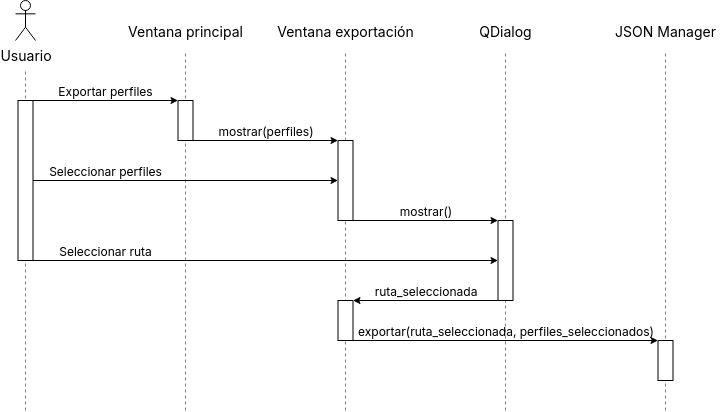 Usuario
Ventana principal
Ventana exportación
QDialog
JSON Manager
Exportar perfiles
mostrar(perfiles)
Seleccionar perfiles
mostrar()
Seleccionar ruta
ruta_seleccionada
exportar(ruta_seleccionada, perfiles_seleccionados)